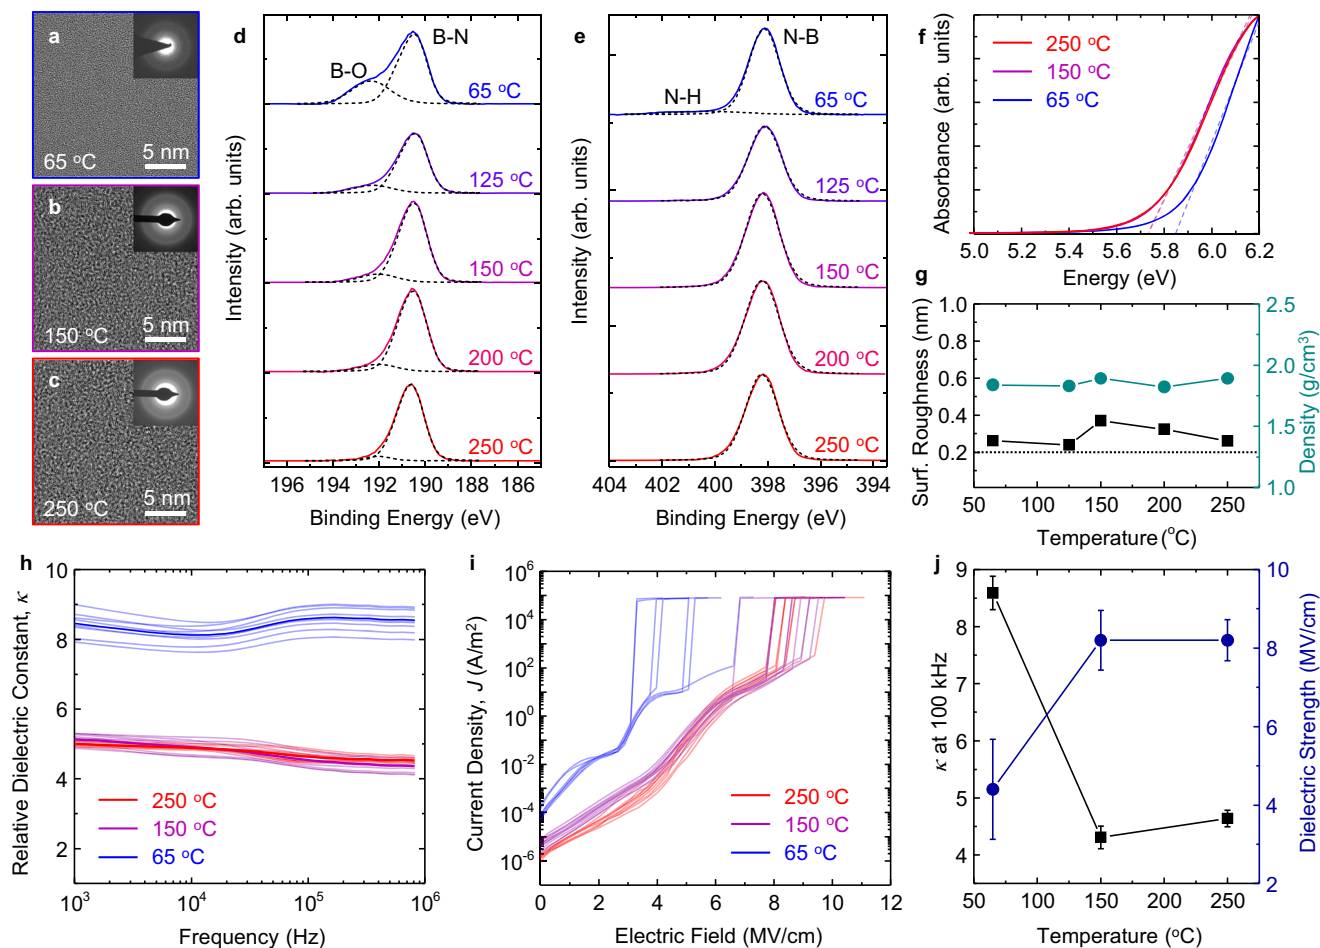 a
65 °C
5 nm
b
150 °C
5 nm
c
250 °C
5 nm
d
B-N
B-O
65 °C
125 °C
150 °C
200 °C
250 °C
Intensity (arb. units)
196 194 192 190 188 186
Binding Energy (eV)
e
N-B
N-H
65 °C
125 °C
150 °C
200 °C
250 °C
Intensity (arb. units)
404 402 400 398 396 394
Binding Energy (eV)
f
250 °C
150 °C
65 °C
Absorbance (arb. units)
5.0 5.2 5.4 5.6 5.8 6.0 6.2
Energy (eV)
g
1.0
0.8
0.6
0.4
0.2
Surf. Roughness (nm)
2.5
2.0
1.5
1.0
Density (g/cm³)
50 100 150 200 250
Temperature (°C)
h
10
8
6
4
2
Relative Dielectric Constant, κ
250 °C
150 °C
65 °C
10³ 10⁴ 10⁵ 10⁶
Frequency (Hz)
i
10⁶
10⁴
10²
10⁰
10⁻²
10⁻⁴
10⁻⁶
Current Density, J (A/m²)
250 °C
150 °C
65 °C
0 2 4 6 8 10 12
Electric Field (MV/cm)
j
9
8
7
6
5
4
κ at 100 kHz
10
8
6
4
2
Dielectric Strength (MV/cm)
50 100 150 200 250
Temperature (°C)